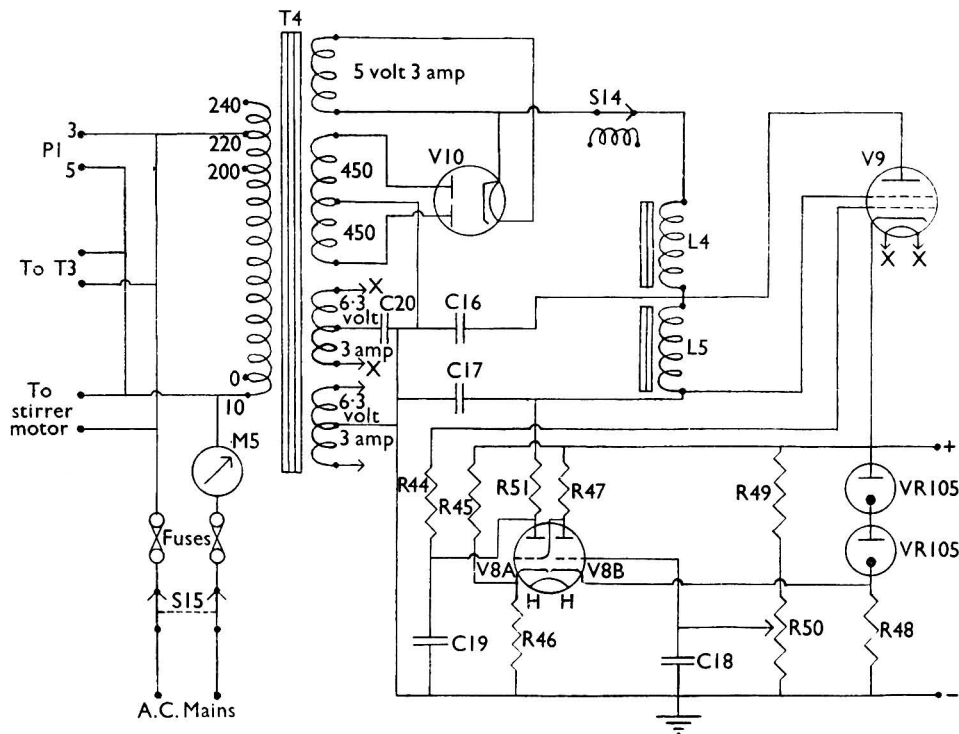 T4
5 volt 3 amp
S14
240
3
220
P1
5
200
450
V10
V9
450
X X
To T3
L4
X
6·3
volt
C20
C16
3 amp
X
L5
0
C17
To
stirrer
motor
10
6·3
volt
3 amp
M5
+
R44
R45
R51
R47
R49
VR105
Fuses
VR105
V8A
V8B
H H
S15
R46
C19
C18
R50
R48
A.C. Mains
−